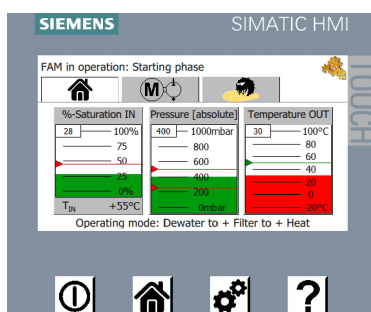 SIEMENS SIMATIC HMI
TOUCH
FAM in operation: Starting phase
M
%-Saturation IN Pressure [absolute] Temperature OUT
28 100% 400 1000mbar 30 100°C
75 800 80
50 600 60
25 400 40
0% 200 20
0mbar 0
-20°C
TIN +55°C
Operating mode: Dewater to + Filter to + Heat
?